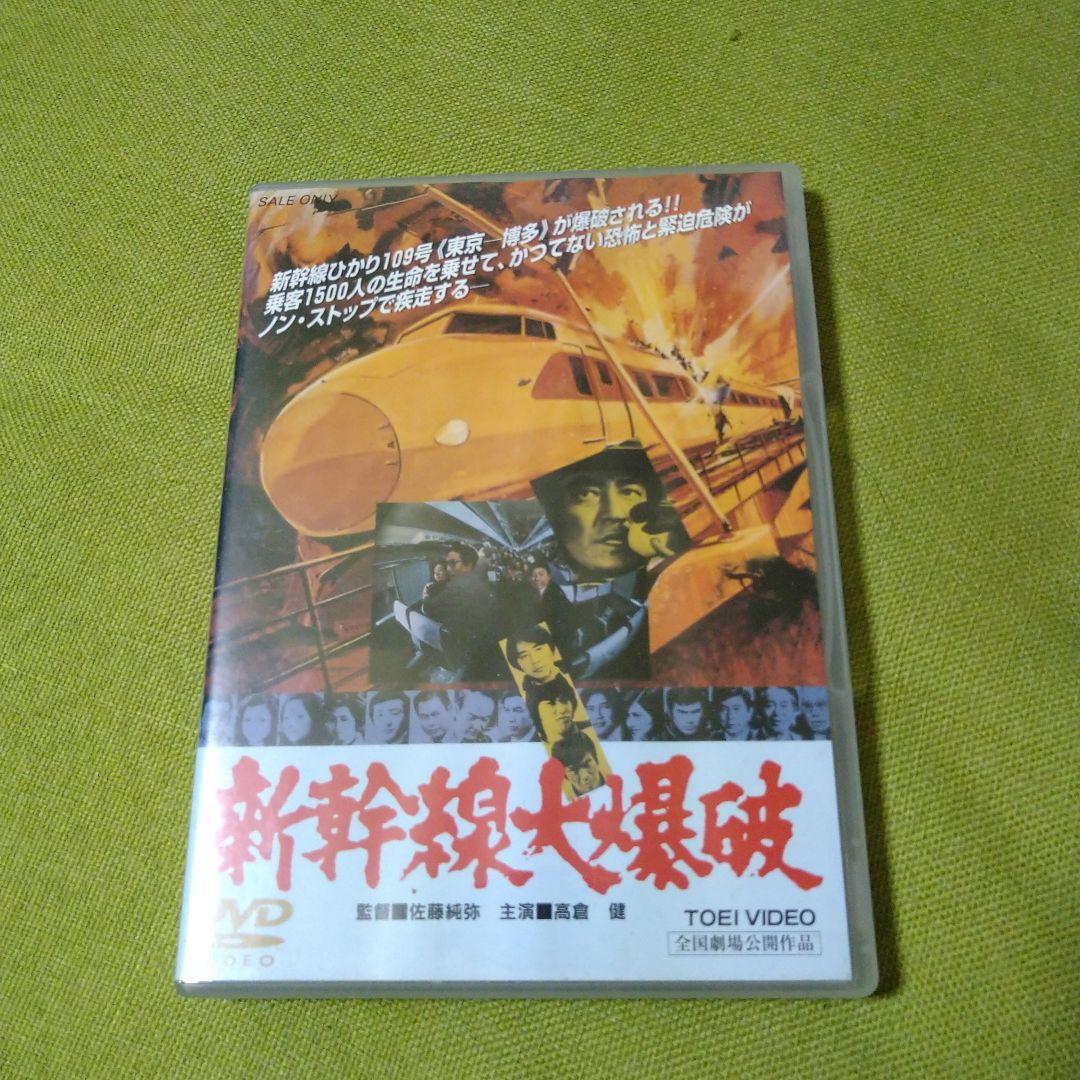 SALE ONLY
新幹線ひかり109号《東京─博多》が爆破される!!
乗客1500人の生命を乗せて、かつてない恐怖と緊迫危険が
ノン・ストップで疾走する─
新幹線大爆破
監督■佐藤純弥 主演■高倉 健
TOEI VIDEO
全国劇場公開作品
DVD
VIDEO